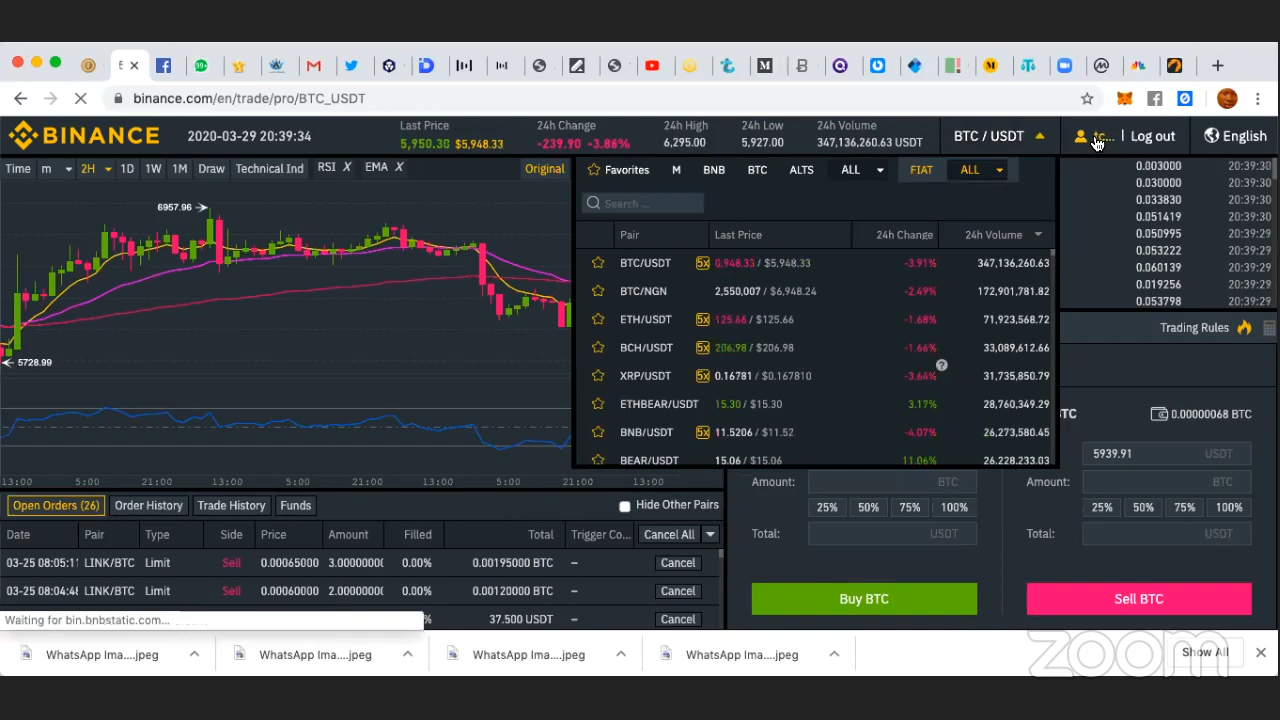 binance.com/en/trade/pro/BTC_USDT
BINANCE 2020-03-29 20:39:34
Last Price 24h Change 24h High 24h Low 24h Volume
5,950.30 $5,948.33 -239.90 -3.86% 6,295.00 5,927.00 347,136,260.63 USDT
BTC / USDT Log out English
Time m 2H 1D 1W 1M Draw Technical Ind RSI X EMA X Original
Favorites M BNB BTC ALTS ALL FIAT ALL
Search ...
Pair Last Price 24h Change 24h Volume
BTC/USDT 5x $5,948.33 -3.91% 347,136,260.63
BTC/NGN 2,550,007 / $6,948.24 -2.49% 172,901,781.82
ETH/USDT 5x 125.66 / $125.66 -1.68% 71,923,568.72
BCH/USDT 5x 206.98 / $206.98 -1.66% 33,089,612.66
XRP/USDT 5x 0.16781 / $0.167810 -3.64% 31,735,850.79
ETHBEAR/USDT 15.30 / $15.30 3.17% 28,760,349.29
BNB/USDT 5x 11.5206 / $11.52 -4.07% 26,273,580.45
BEAR/USDT 15.06 / $15.06 11.06% 26,228,233.03
6957.96
5728.99
13:00 5:00 21:00 13:00 5:00 21:00 13:00 5:00 21:00 13:00 5:00 21:00
0.003000 20:39:30
0.030000 20:39:30
0.033830 20:39:30
0.051419 20:39:30
0.050995 20:39:30
0.053222 20:39:29
0.060139 20:39:29
0.019256 20:39:29
0.053798 20:39:29
Trading Rules
0.00000068 BTC
5939.91 USDT
Amount: BTC Amount: BTC
25% 50% 75% 100% 25% 50% 75% 100%
Total: USDT Total: USDT
Buy BTC Sell BTC
Open Orders (26) Order History Trade History Funds Hide Other Pairs
Date Pair Type Side Price Amount Filled Total Trigger Co... Cancel All
03-25 08:05:11 LINK/BTC Limit Sell 0.00065000 3.0000000 0.00% 0.00195000 BTC – Cancel
03-25 08:04:48 LINK/BTC Limit Sell 0.00060000 2.0000000 0.00% 0.00120000 BTC – Cancel
37.500 USDT – Cancel
Waiting for bin.bnbstatic.com...
WhatsApp Ima....jpeg WhatsApp Ima....jpeg WhatsApp Ima....jpeg WhatsApp Ima....jpeg Show All
zoom